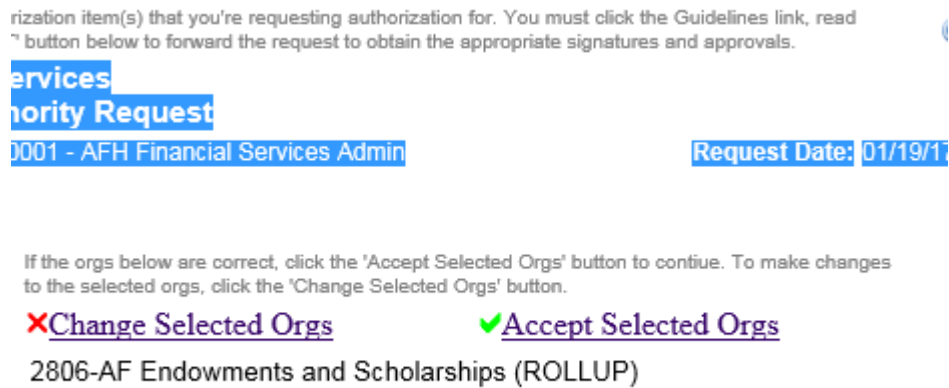 rization item(s) that you're requesting authorization for. You must click the Guidelines link, read
" button below to forward the request to obtain the appropriate signatures and approvals.
ervices
hority Request
0001 - AFH Financial Services Admin Request Date: 01/19/17
If the orgs below are correct, click the 'Accept Selected Orgs' button to contiue. To make changes
to the selected orgs, click the 'Change Selected Orgs' button.
Change Selected Orgs Accept Selected Orgs
2806-AF Endowments and Scholarships (ROLLUP)